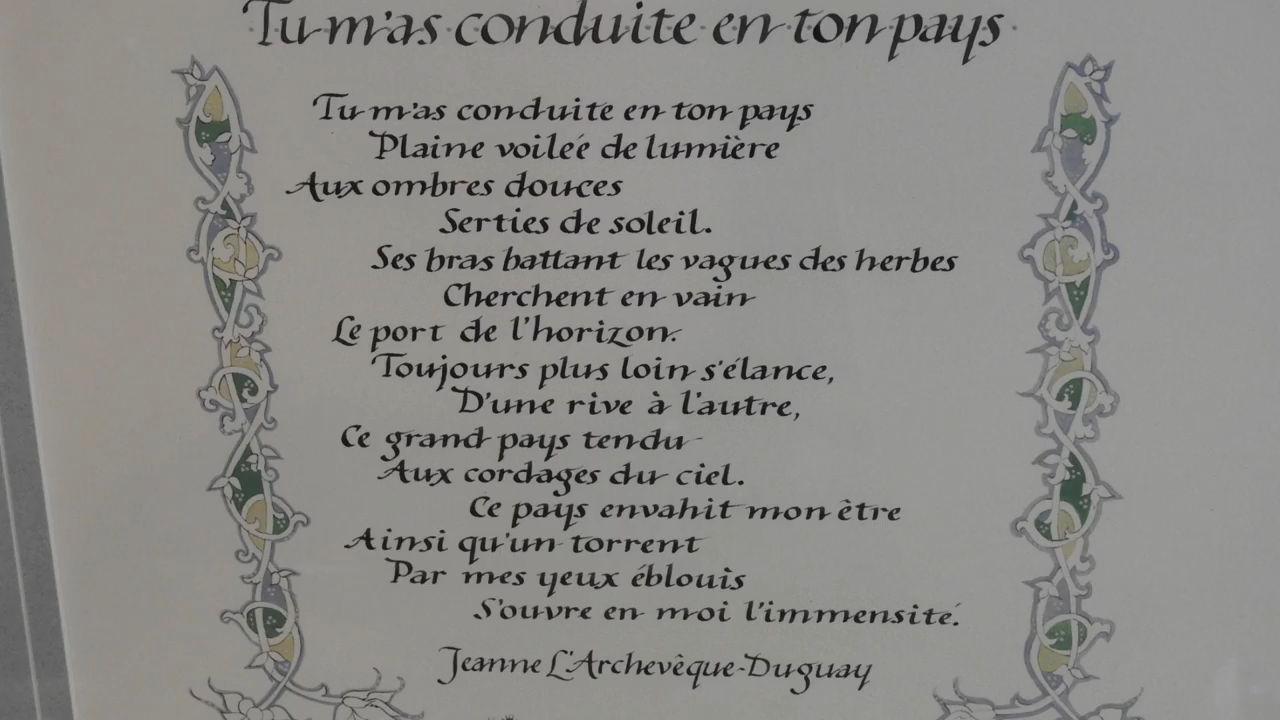 Tu m'as conduite en ton pays
Tu m'as conduite en ton pays
Plaine voileé de lumière
Aux ombres douces
Serties de soleil.
Ses bras battant les vagues des herbes
Cherchent en vain
Le port de l'horizon.
Toujours plus loin s'élance,
D'une rive à l'autre,
Ce grand pays tendu
Aux cordages du ciel.
Ce pays envahit mon être
Ainsi qu'un torrent
Par mes yeux éblouis
S'ouvre en moi l'immensité.
Jeanne L'Archevêque-Duguay